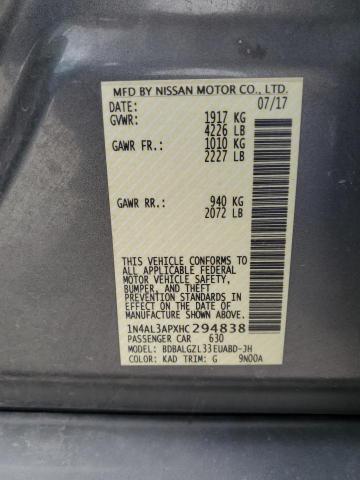 MFD BY NISSAN MOTOR CO., LTD.
DATE: 07/17
GVWR: 1917 KG
4226 LB
GAWR FR.: 1010 KG
2227 LB
GAWR RR.: 940 KG
2072 LB
THIS VEHICLE CONFORMS TO
ALL APPLICABLE FEDERAL
MOTOR VEHICLE SAFETY,
BUMPER, AND THEFT
PREVENTION STANDARDS
IN EFFECT ON THE DATE OF
MANUFACTURE SHOWN ABOVE.
1N4AL3APXHC294838
PASSENGER CAR 630
MODEL: BDBALGZL33EUABD-JH
COLOR: KAD TRIM: G 9N00A